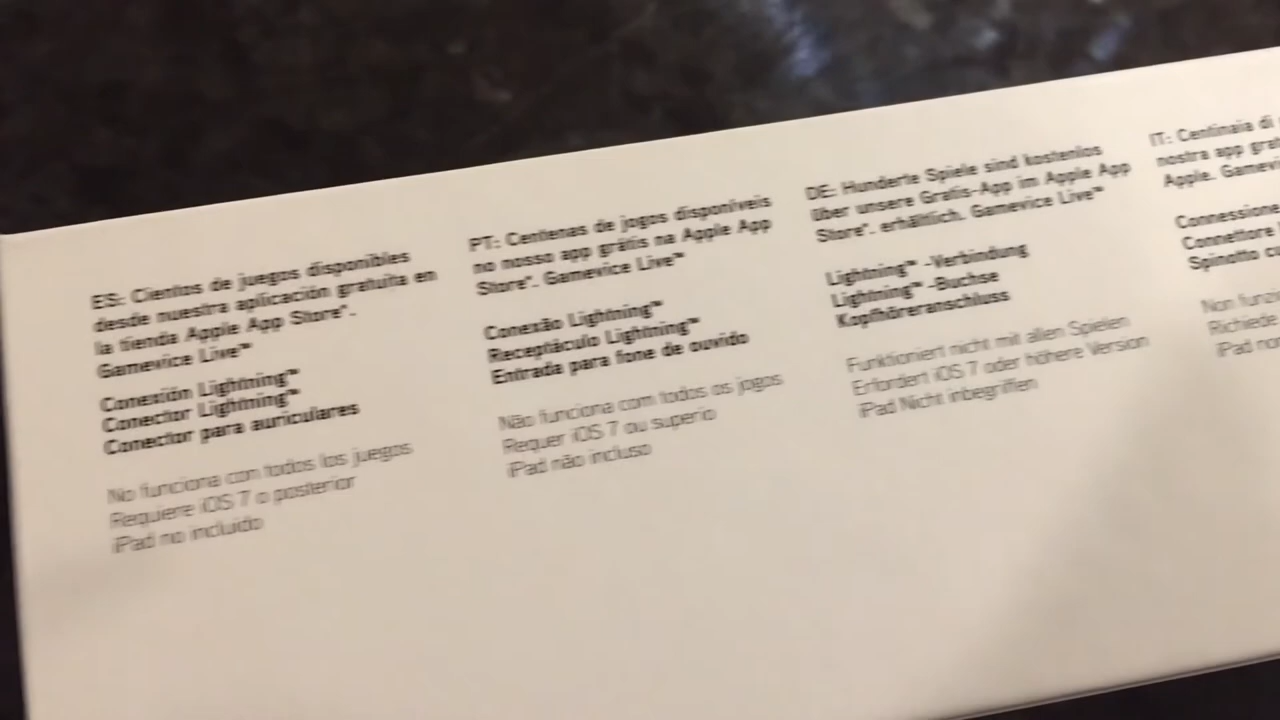 ES: Cientos de juegos disponibles
desde nuestra aplicación gratuita en
la tienda Apple App Store*.
Gamevice Live™
Conexión Lightning™
Conector Lightning™
Conector para auriculares
No funciona con todos los juegos
Requiere iOS 7 o posterior
iPad no incluido
PT: Centenas de jogos disponíveis
no nosso app grátis na Apple App
Store*. Gamevice Live™
Conexão Lightning™
Receptáculo Lightning™
Entrada para fone de ouvido
Não funciona com todos os jogos
Requer iOS 7 ou superio
iPad não incluso
DE: Hunderte Spiele sind kostenlos
über unsere Gratis-App im Apple App
Store*. erhältlich. Gamevice Live™
Lightning™ -Verbindung
Lightning™ -Buchse
Kopfhöreranschluss
Funktioniert nicht mit allen Spielen
Erfordert iOS 7 oder höhere Version
iPad Nicht inbegriffen
IT: Centinaia di
nostra app
Apple.
Connessione
Connettore
Spinotto
Non
Richiede
iPad